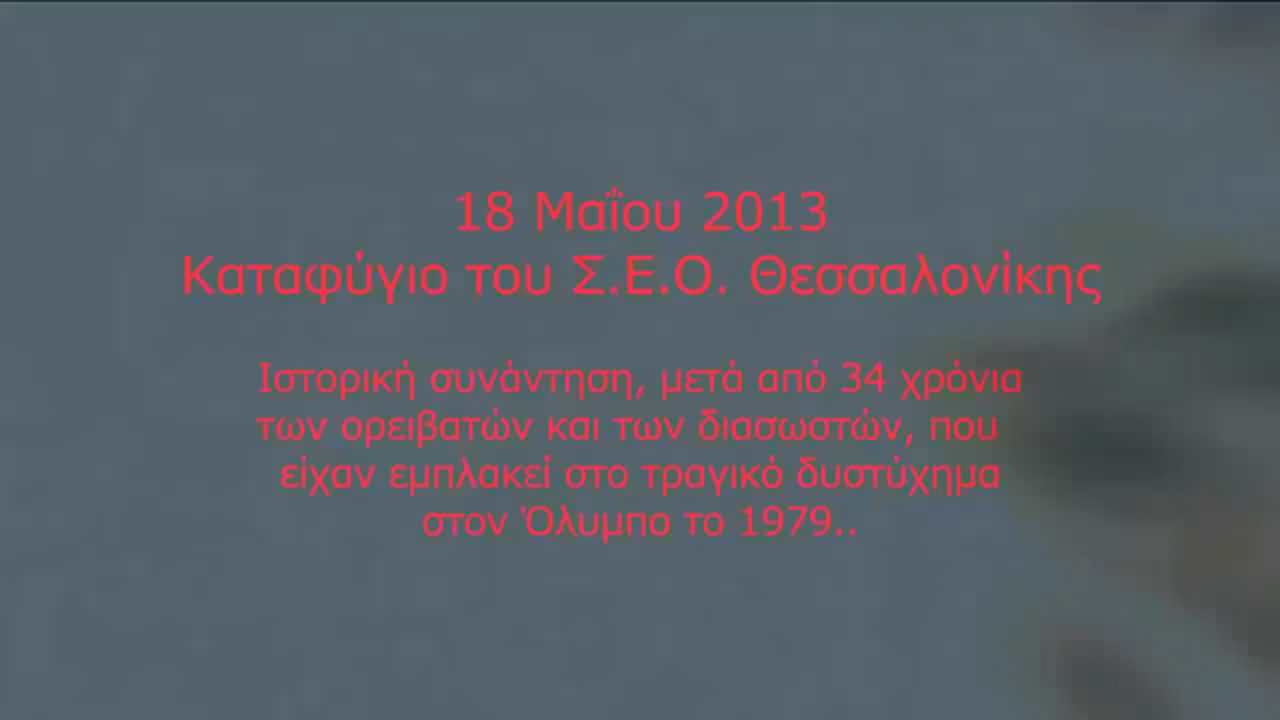 18 Μαΐου 2013
Καταφύγιο του Σ.Ε.Ο. Θεσσαλονίκης
Ιστορική συνάντηση, μετά από 34 χρόνια
των ορειβατών και των διασωστών, που
είχαν εμπλακεί στο τραγικό δυστύχημα
στον Όλυμπο το 1979..